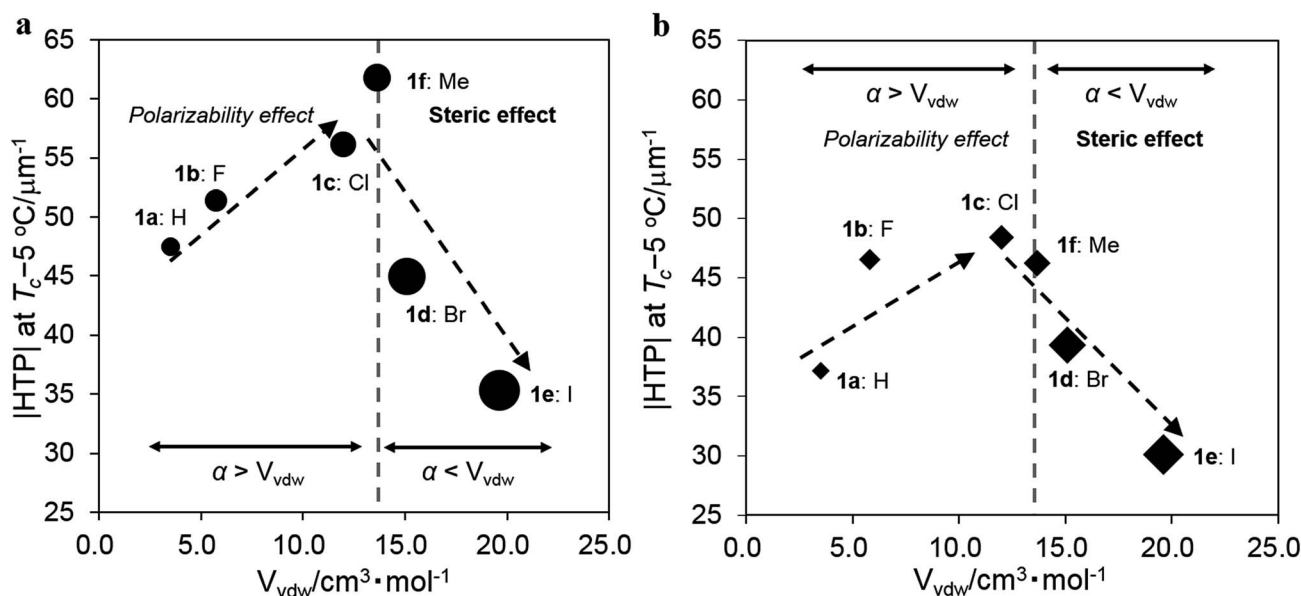 a
65
60
55
50
45
40
35
30
25
|HTP| at Tc−5 ºC/μm-1
1f: Me
Polarizability effect
Steric effect
1b: F
1c: Cl
1a: H
1d: Br
1e: I
α > Vvdw
α < Vvdw
0.0 5.0 10.0 15.0 20.0 25.0
Vvdw/cm3・mol-1
b
65
60
55
50
45
40
35
30
25
|HTP| at Tc−5 ºC/μm-1
α > Vvdw
α < Vvdw
Polarizability effect
Steric effect
1c: Cl
1b: F
1f: Me
1a: H
1d: Br
1e: I
0.0 5.0 10.0 15.0 20.0 25.0
Vvdw/cm3・mol-1